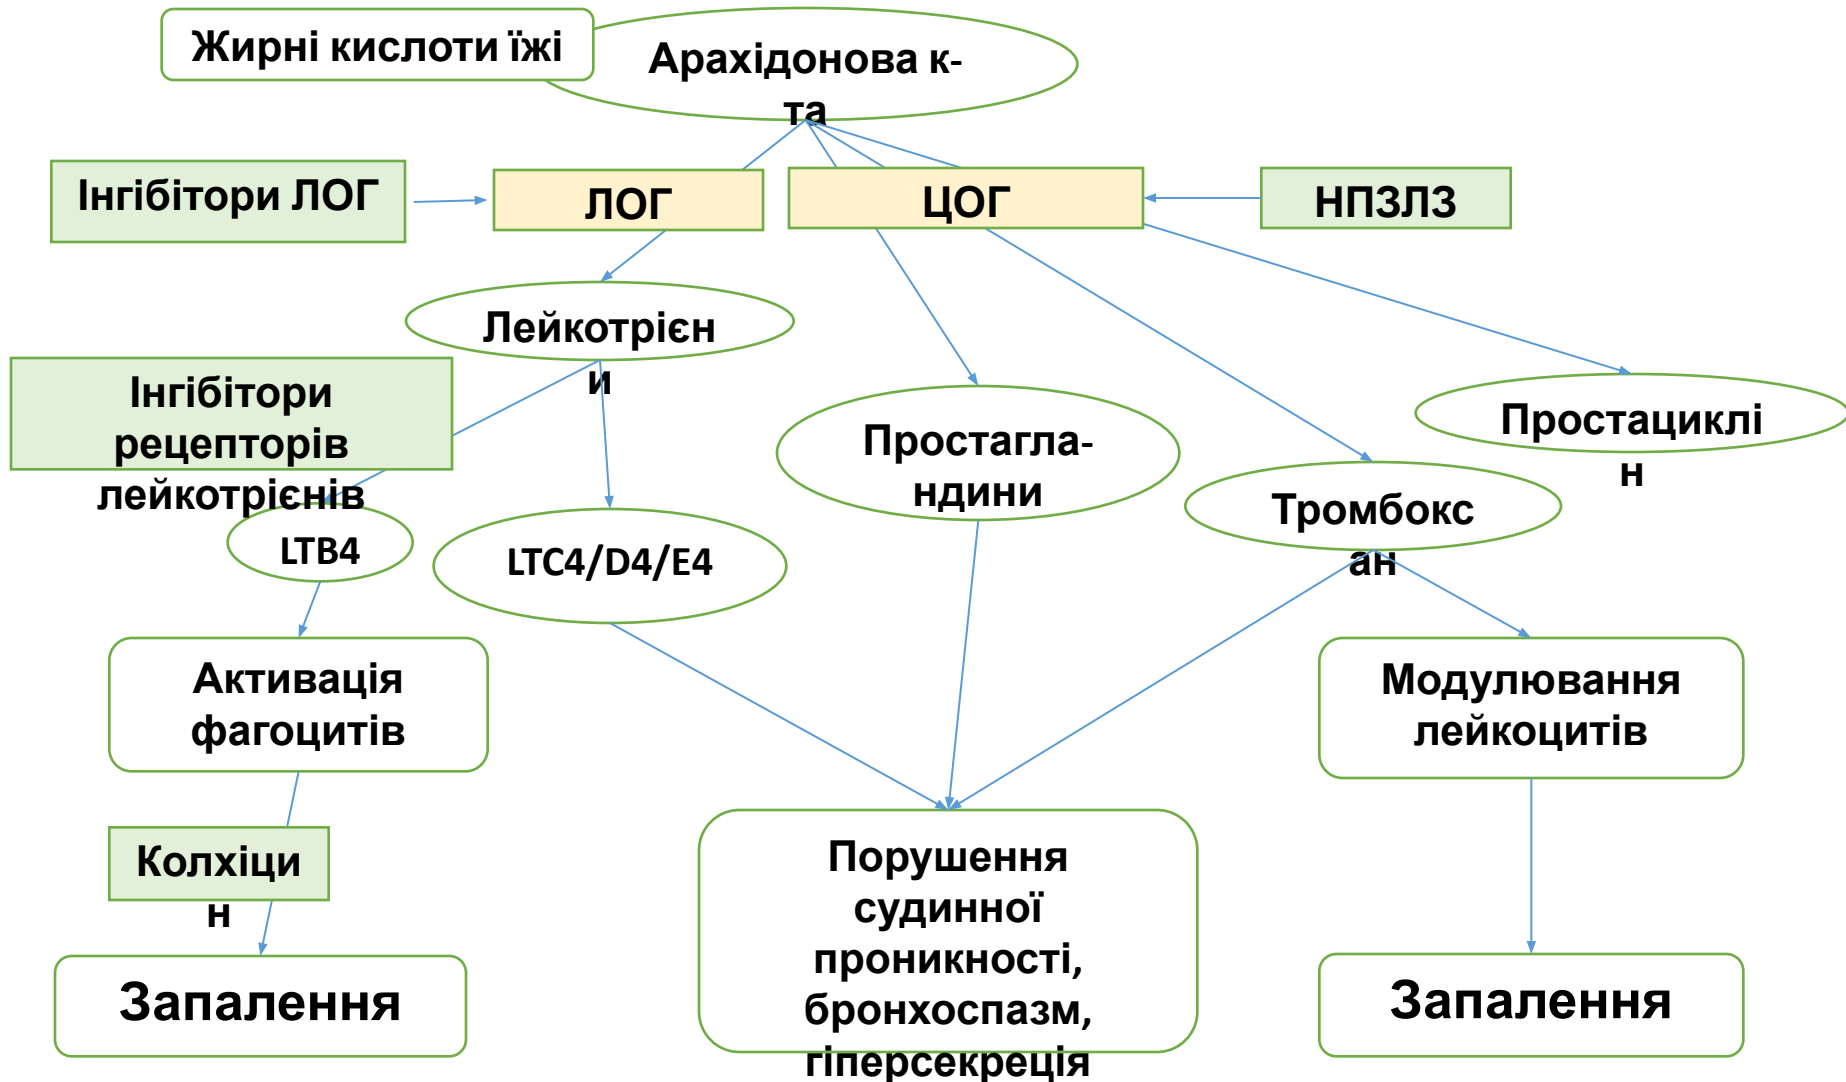 Жирні кислоти їжі
Арахідонова к-
та
Інгібітори ЛОГ
ЛОГ
ЦОГ
НПЗЛЗ
Лейкотрієн
и
Інгібітори
рецепторів
лейкотрієнів
Простагла-
ндини
Простациклі
н
Тромбокс
ан
LTB4
LTC4/D4/E4
Активація
фагоцитів
Модулювання
лейкоцитів
Колхіци
н
Порушення
судинної
проникності,
бронхоспазм,
гіперсекреція
Запалення
Запалення